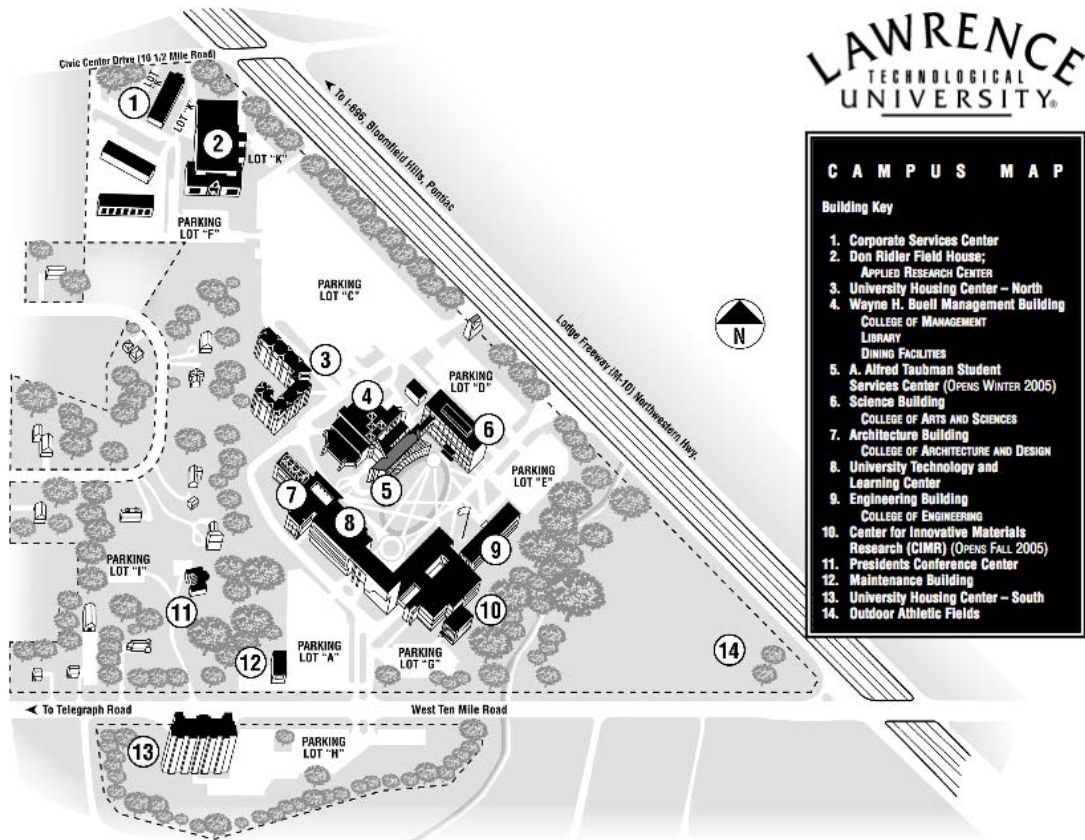 LAWRENCE
TECHNOLOGICAL
UNIVERSITY®
CAMPUS MAP
Building Key
1. Corporate Services Center
2. Don Ridler Field House;
APPLIED RESEARCH CENTER
3. University Housing Center – North
4. Wayne H. Buell Management Building
COLLEGE OF MANAGEMENT
LIBRARY
DINING FACILITIES
5. A. Alfred Taubman Student
Services Center (OPENS WINTER 2005)
6. Science Building
COLLEGE OF ARTS AND SCIENCES
7. Architecture Building
COLLEGE OF ARCHITECTURE AND DESIGN
8. University Technology and
Learning Center
9. Engineering Building
COLLEGE OF ENGINEERING
10. Center for Innovative Materials
Research (CIMR) (OPENS FALL 2005)
11. Presidents Conference Center
12. Maintenance Building
13. University Housing Center – South
14. Outdoor Athletic Fields
Civic Center Drive (10 1/2 Mile Road)
LOT "K"
1
LOT "K"
2
LOT "K"
To I-696, Bloomfield Hills, Pontiac
PARKING
LOT "F"
PARKING
LOT "C"
Lodge Freeway (M-10) Northwestern Hwy.
N
3
PARKING
LOT "D"
4
6
PARKING
LOT "E"
5
7
8
9
PARKING
LOT "I"
11
10
12
PARKING
LOT "A"
PARKING
LOT "G"
14
To Telegraph Road
West Ten Mile Road
13
PARKING
LOT "H"